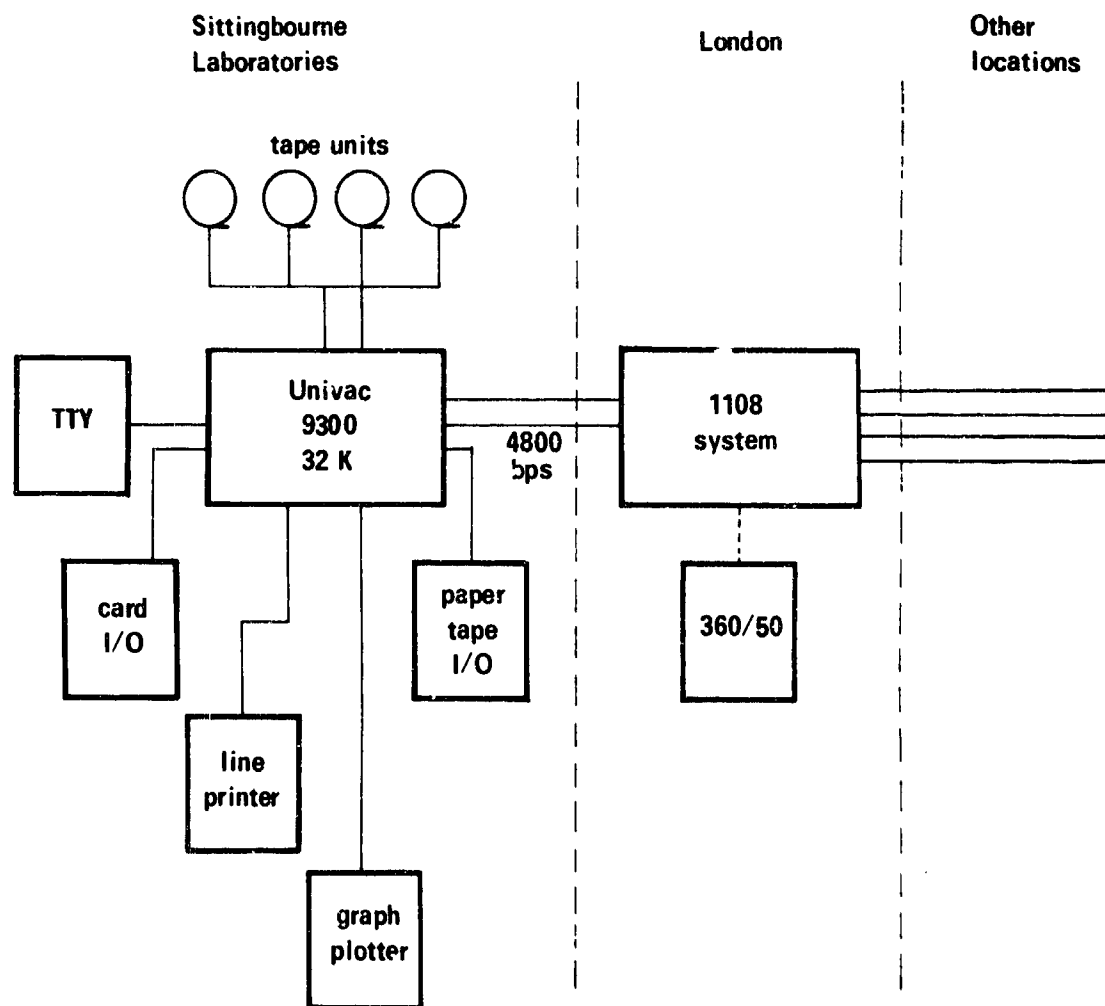 Sittingbourne
Laboratories
London
Other
locations
tape units
TTY
Univac
9300
32 K
4800
bps
1108
system
card
I/O
paper
tape
I/O
360/50
line
printer
graph
plotter